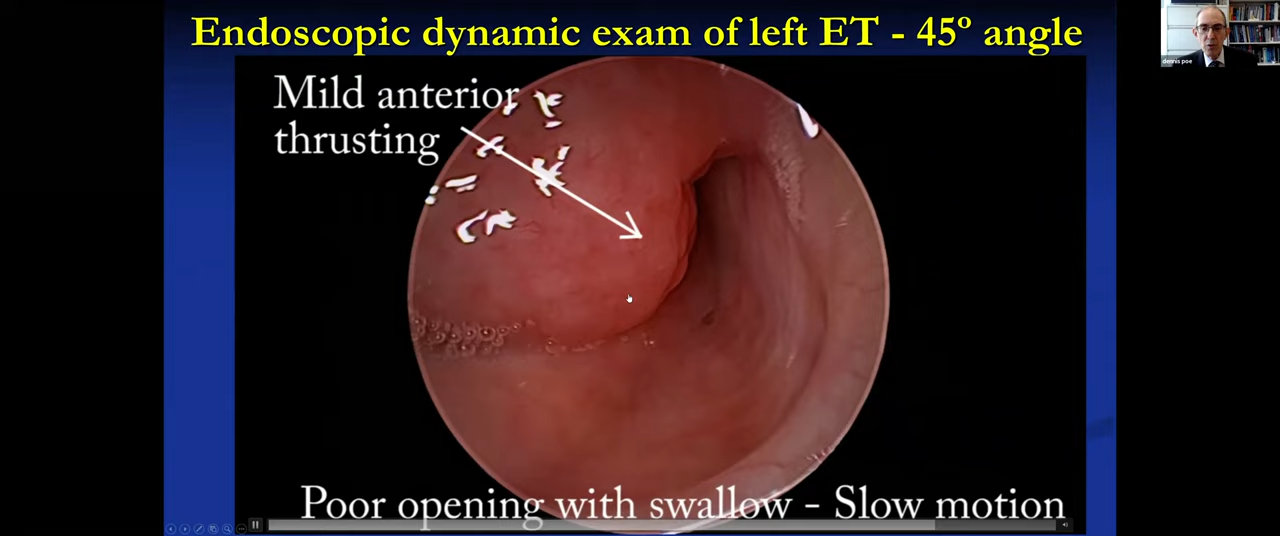 Endoscopic dynamic exam of left ET - 45º angle
dennis poe
Mild anterior
thrusting
Poor opening with swallow - Slow motion